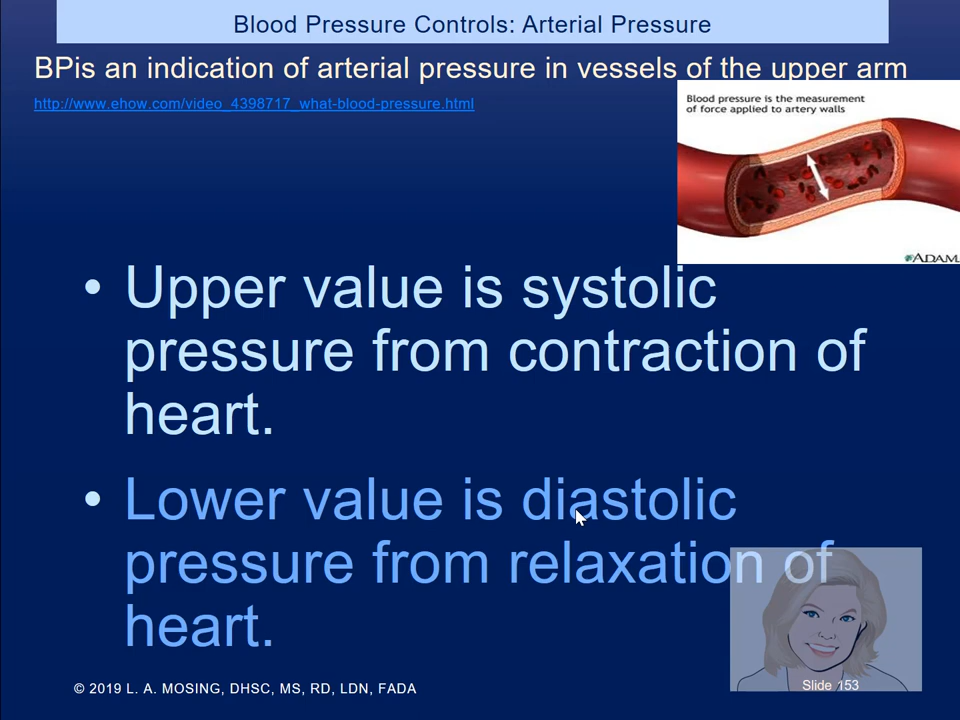 Blood Pressure Controls: Arterial Pressure
BPis an indication of arterial pressure in vessels of the upper arm
http://www.ehow.com/video_4398717_what-blood-pressure.html
Blood pressure is the measurement
of force applied to artery walls
ADAM.
• Upper value is systolic
pressure from contraction of
heart.
• Lower value is diastolic
pressure from relaxation of
heart.
© 2019 L. A. MOSING, DHSC, MS, RD, LDN, FADA
Slide 153